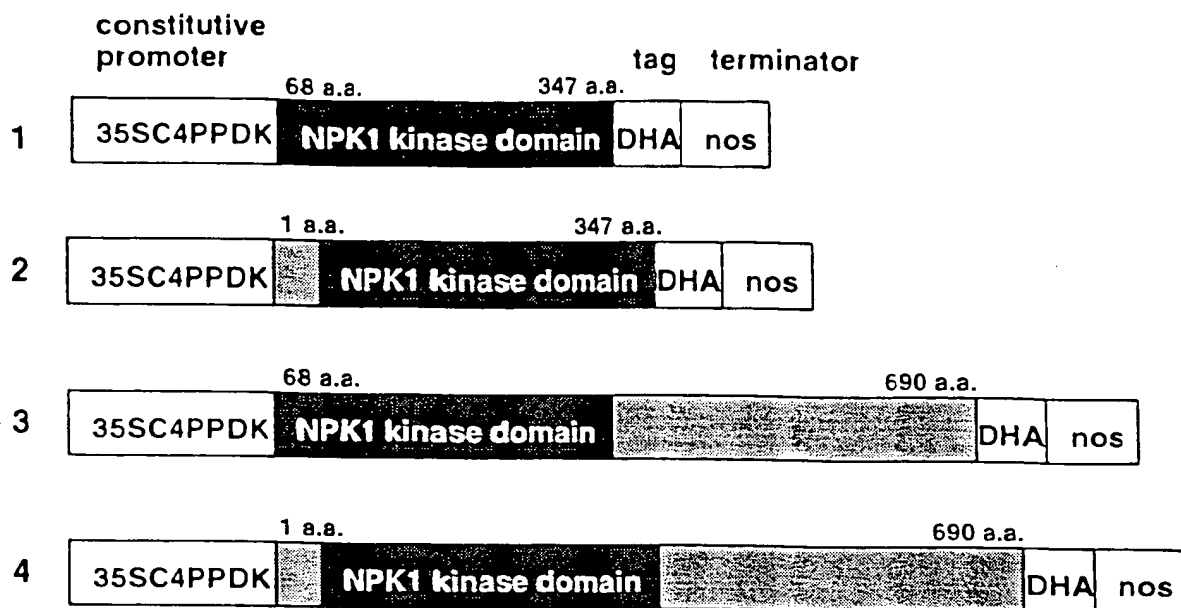 constitutive
promoter
tag terminator
68 a.a. 347 a.a.
1 35SC4PPDK NPK1 kinase domain DHA nos
1 a.a. 347 a.a.
2 35SC4PPDK NPK1 kinase domain DHA nos
68 a.a. 690 a.a.
3 35SC4PPDK NPK1 kinase domain DHA nos
1 a.a. 690 a.a.
4 35SC4PPDK NPK1 kinase domain DHA nos